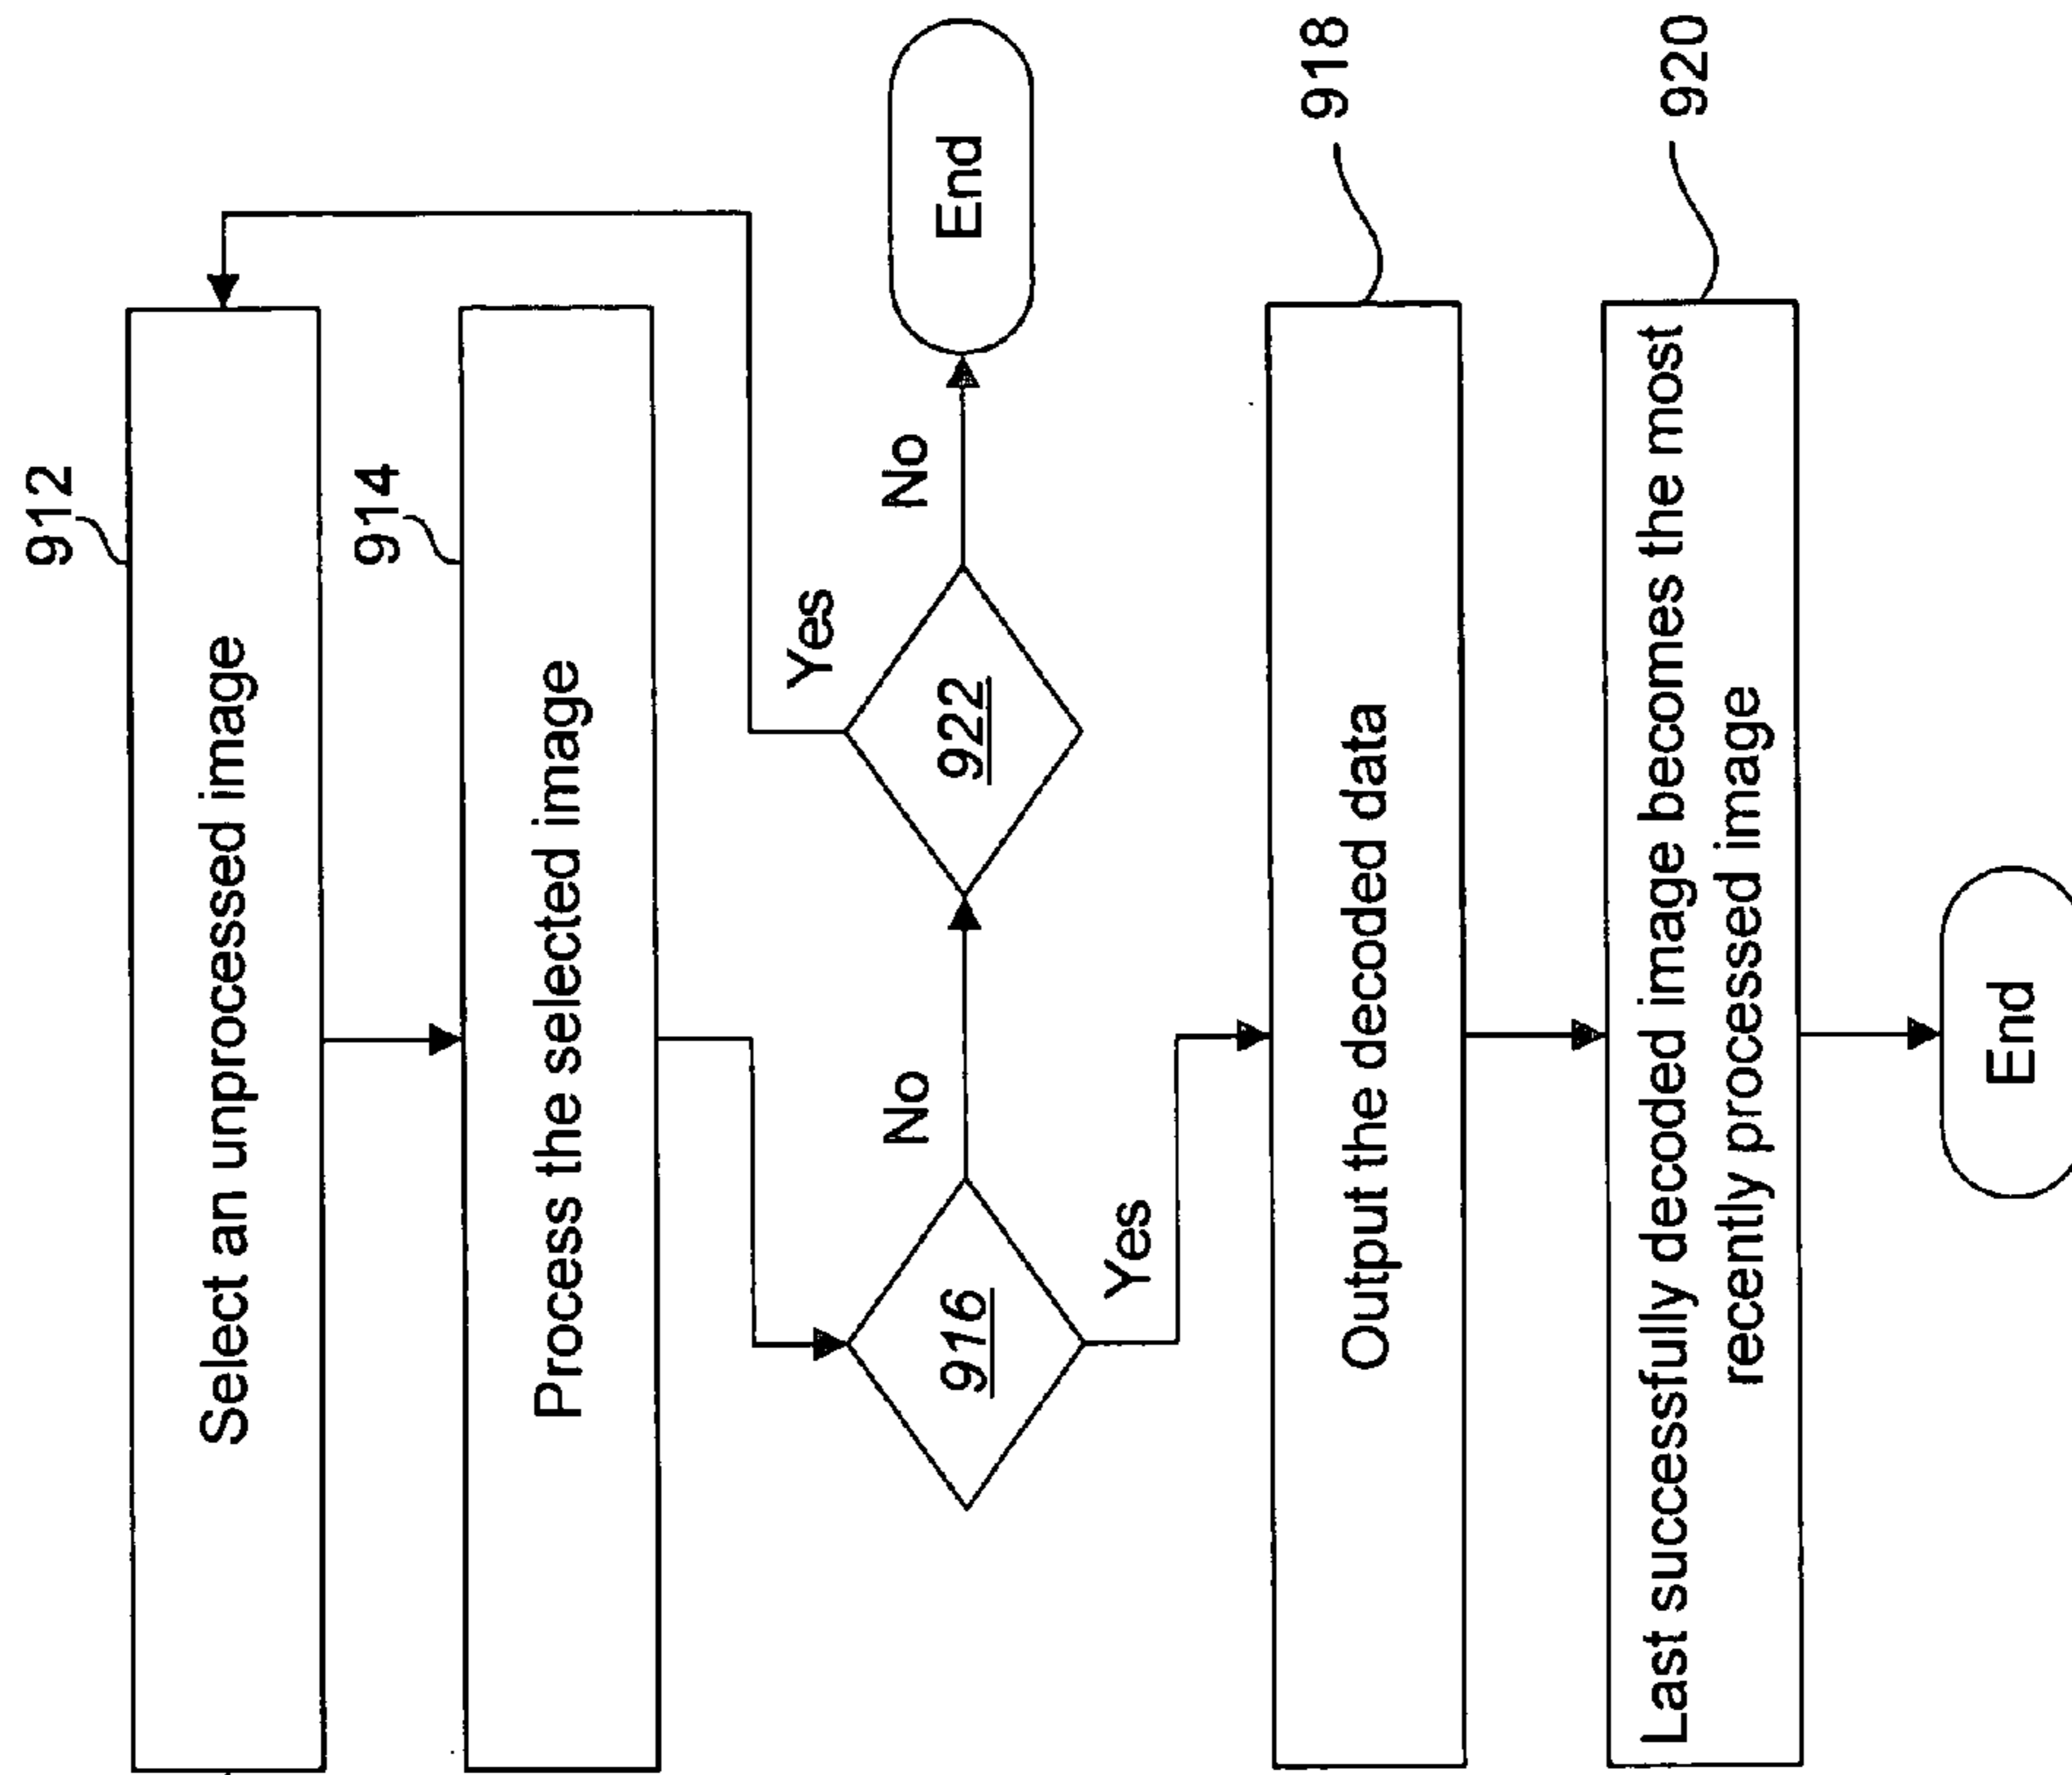 912
Select an unprocessed image
914
Process the selected image
916
No
922
No
End
Yes
Yes
918
Output the decoded data
920
Last successfully decoded image becomes the most
recently processed image
End